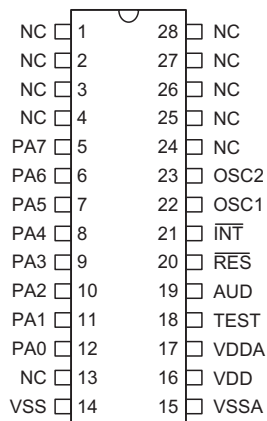 NC 1 28 NC
NC 2 27 NC
NC 3 26 NC
NC 4 25 NC
PA7 5 24 NC
PA6 6 23 OSC2
PA5 7 22 OSC1
PA4 8 21 I̅N̅T̅
PA3 9 20 R̅E̅S̅
PA2 10 19 AUD
PA1 11 18 TEST
PA0 12 17 VDDA
NC 13 16 VDD
VSS 14 15 VSSA